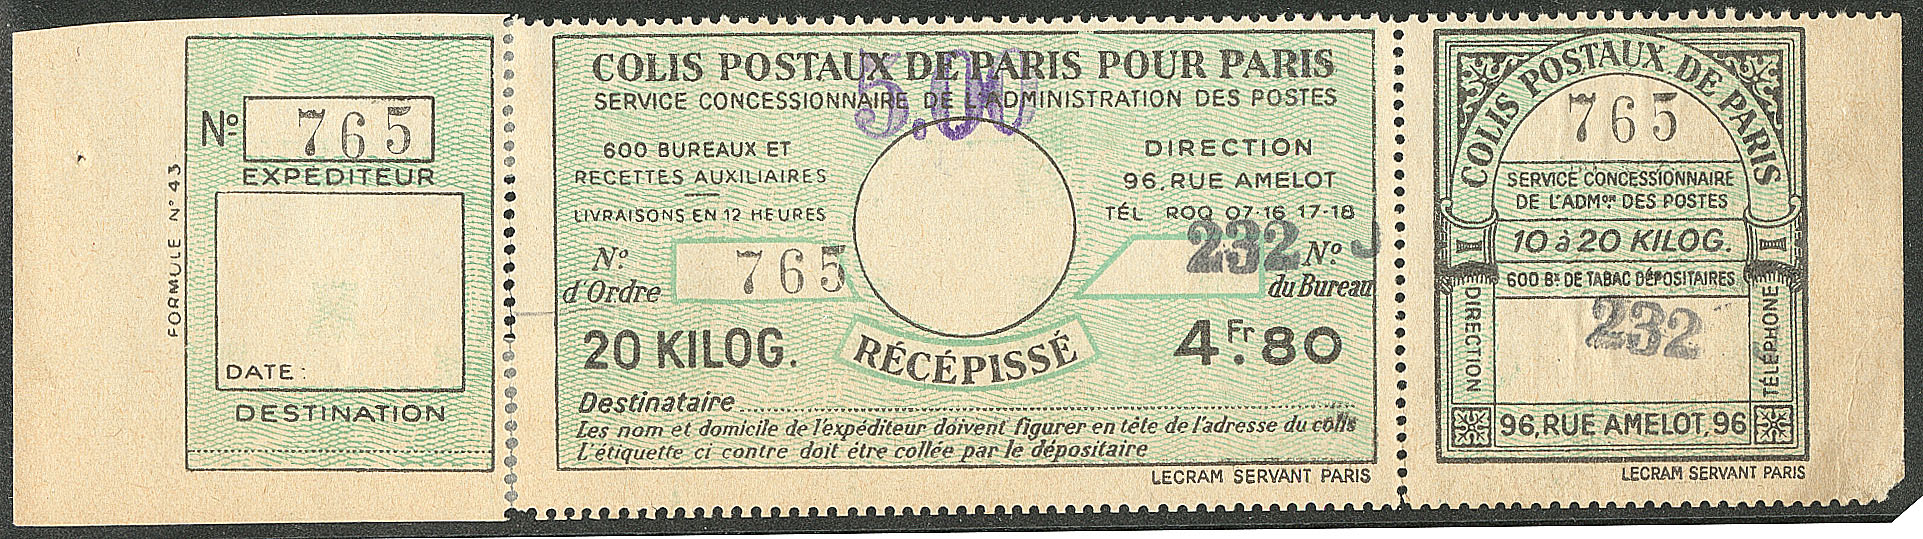 FORMULE N° 43
N° 765
EXPÉDITEUR
DATE :
DESTINATION
COLIS POSTAUX DE PARIS POUR PARIS
5.00
SERVICE CONCESSIONNAIRE DE L'ADMINISTRATION DES POSTES
600 BUREAUX ET
RECETTES AUXILIAIRES
LIVRAISONS EN 12 HEURES
DIRECTION
96, RUE AMELOT
TÉL ROQ 07-16 17-18
N° d'Ordre 765
232 N° du Bureau
20 KILOG.
RÉCÉPISSÉ
4Fr.80
Destinataire
Les nom et domicile de l'expéditeur doivent figurer en tête de l'adresse du colis
L'étiquette ci contre doit être collée par le dépositaire
LECRAM SERVANT PARIS
COLIS POSTAUX DE PARIS
765
SERVICE CONCESSIONNAIRE
DE L'ADMon DES POSTES
10 à 20 KILOG.
600 Bx DE TABAC DÉPOSITAIRES
DIRECTION
232
TÉLÉPHONE
96, RUE AMELOT, 96
LECRAM SERVANT PARIS